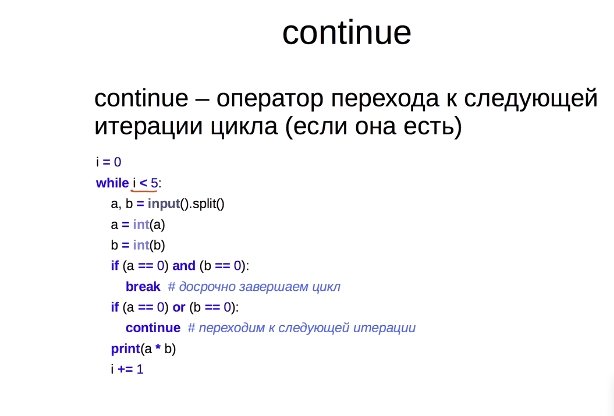 continue
continue – оператор перехода к следующей
итерации цикла (если она есть)
i = 0
while i < 5:
a, b = input().split()
a = int(a)
b = int(b)
if (a == 0) and (b == 0):
break # досрочно завершаем цикл
if (a == 0) or (b == 0):
continue # переходим к следующей итерации
print(a * b)
i += 1